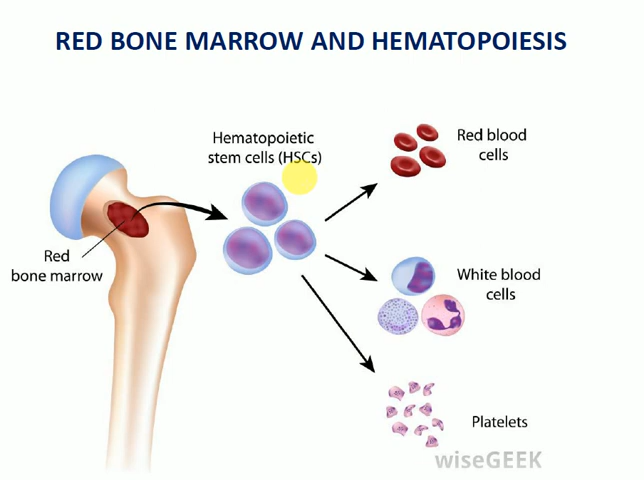 RED BONE MARROW AND HEMATOPOIESIS
Hematopoietic
stem cells (HSCs)
Red blood
cells
Red
bone marrow
White blood
cells
Platelets
wiseGEEK